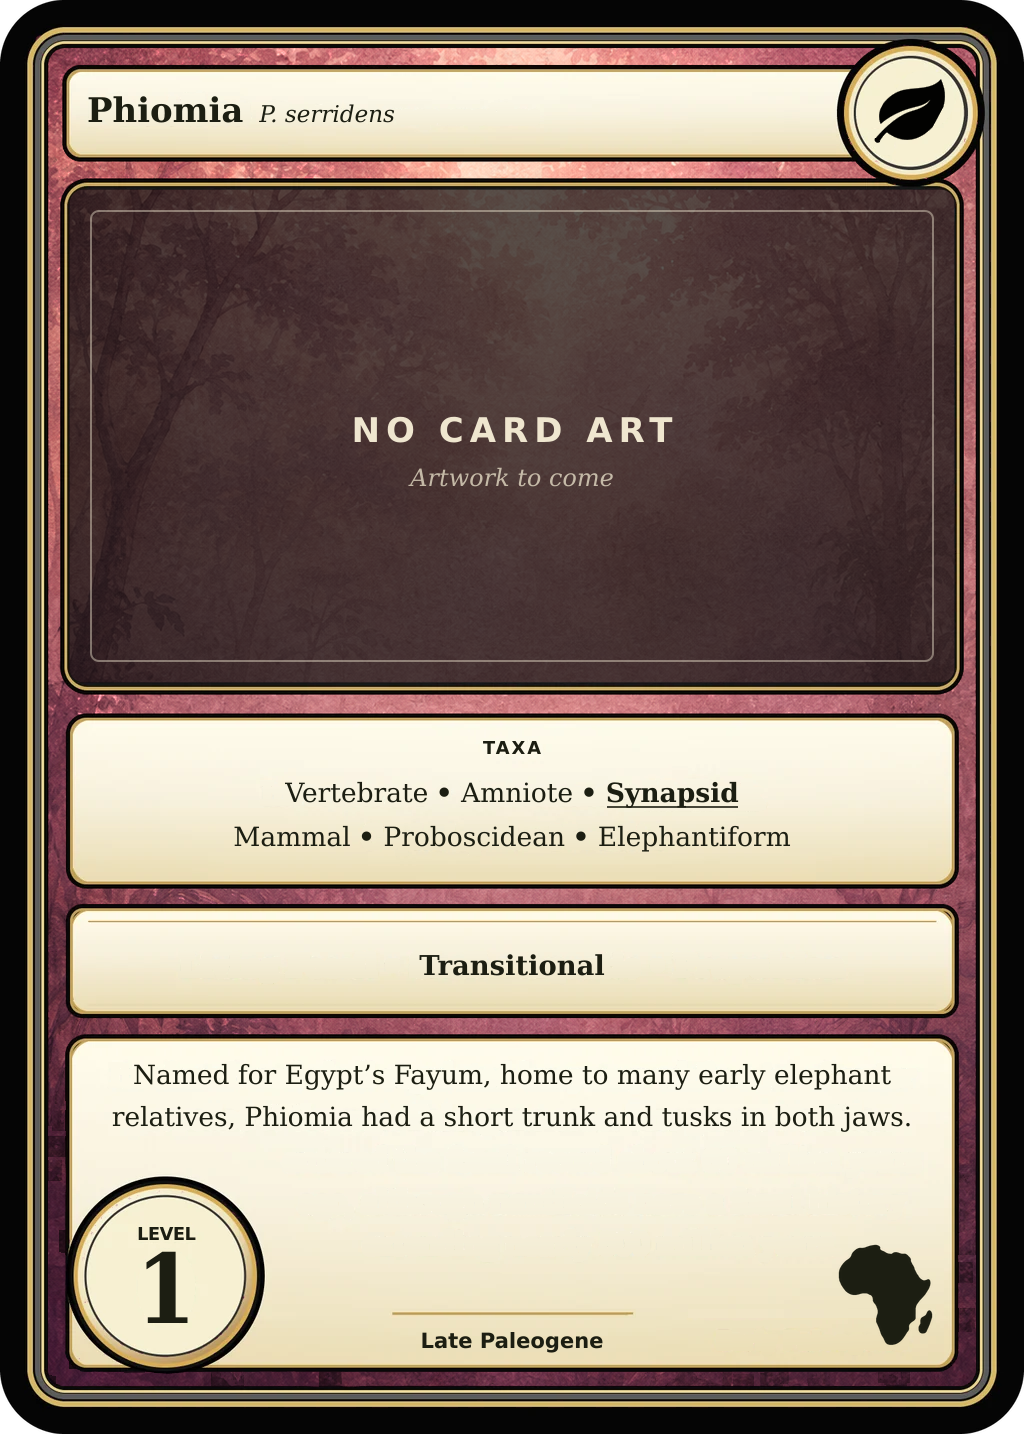 Phiomia P. serridens
NO CARD ART
Artwork to come
TAXA
Vertebrate • Amniote • Synapsid
Mammal • Proboscidean • Elephantiform
Transitional
Named for Egypt’s Fayum, home to many early elephant
relatives, Phiomia had a short trunk and tusks in both jaws.
LEVEL
1
Late Paleogene